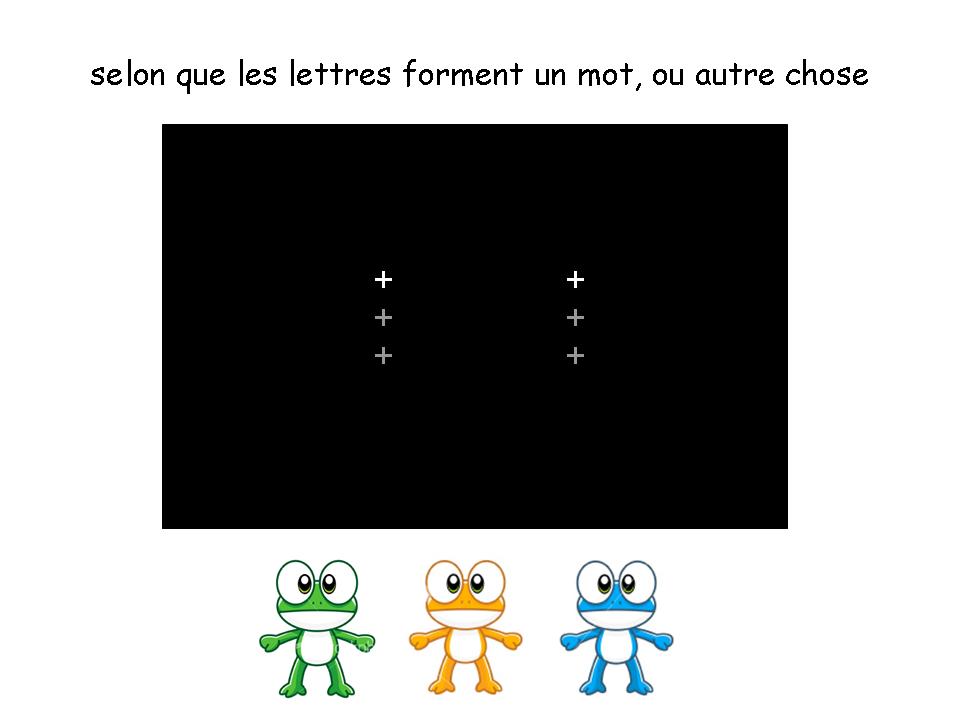 selon que les lettres forment un mot, ou autre chose
+ +
+ +
+ +